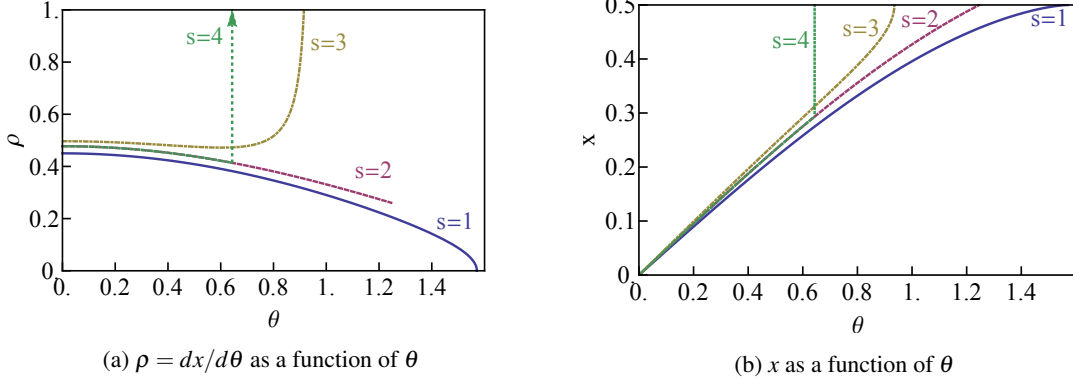 1.
0.8
0.6
0.4
0.2
0.
ρ
s=4
s=3
s=2
s=1
0. 0.2 0.4 0.6 0.8 1. 1.2 1.4
θ
(a) ρ = dx/dθ as a function of θ
0.5
0.4
0.3
0.2
0.1
0
x
s=4
s=3
s=2
s=1
0. 0.2 0.4 0.6 0.8 1. 1.2 1.4
θ
(b) x as a function of θ